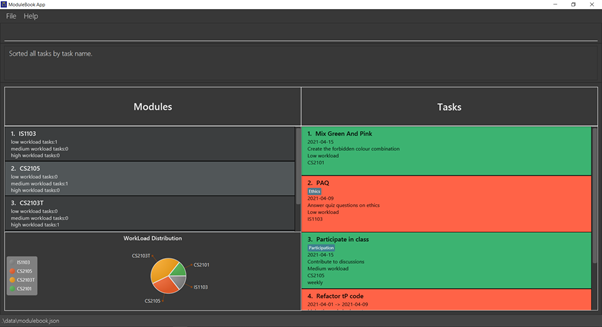 ModuleBook App
File Help
Sorted all tasks by task name.
Modules
1. IS1103
low workload tasks:1
medium workload tasks:0
high workload tasks:0
2. CS2105
low workload tasks:0
medium workload tasks:1
high workload tasks:0
3. CS2103T
low workload tasks:0
medium workload tasks:0
high workload tasks:1
WorkLoad Distribution
CS2103T
CS2101
IS1103
CS2105
IS1103
CS2105
CS2103T
CS2101
Tasks
1. Mix Green And Pink
2021-04-15
Create the forbidden colour combination
Low workload
CS2101
2. PAQ
Ethics
2021-04-09
Answer quiz questions on ethics
Low workload
IS1103
3. Participate in class
Participation
2021-04-15
Contribute to discussions
Medium workload
CS2105
weekly
4. Refactor tP code
2021-04-01 -> 2021-04-09
\data\modulebook.json